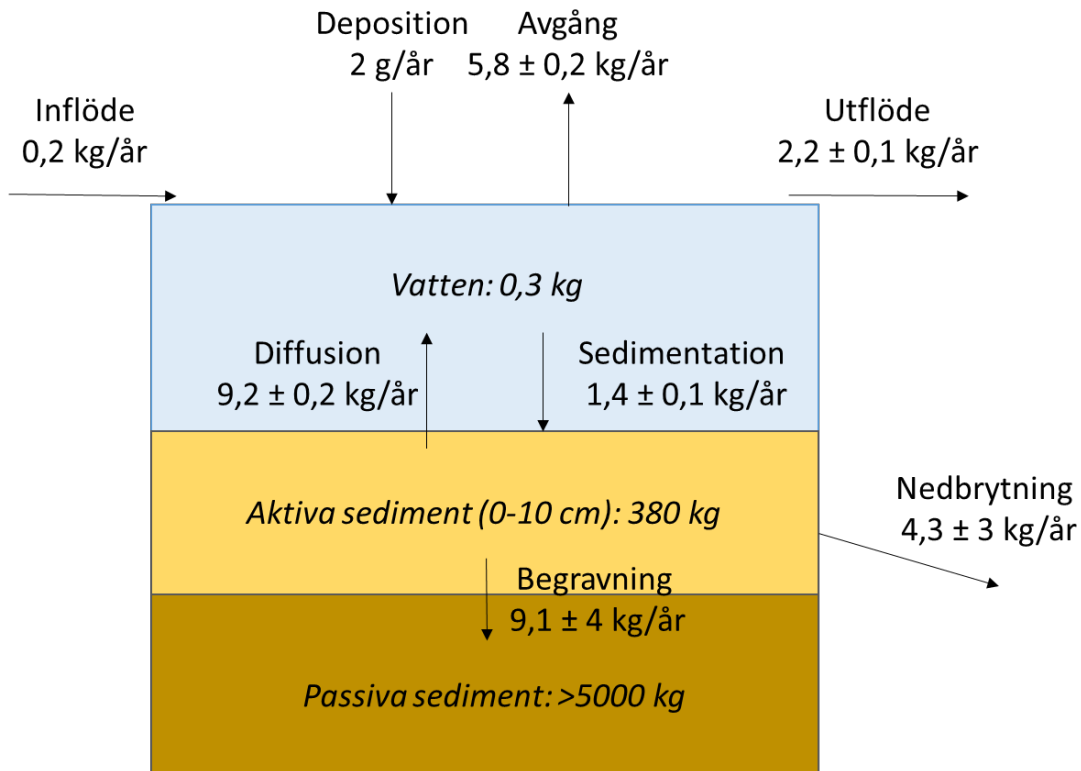 Deposition
2 g/år
Avgång
5,8 ± 0,2 kg/år
Inflöde
0,2 kg/år
Utflöde
2,2 ± 0,1 kg/år
Vatten: 0,3 kg
Diffusion
9,2 ± 0,2 kg/år
Sedimentation
1,4 ± 0,1 kg/år
Nedbrytning
4,3 ± 3 kg/år
Aktiva sediment (0-10 cm): 380 kg
Begravning
9,1 ± 4 kg/år
Passiva sediment: >5000 kg